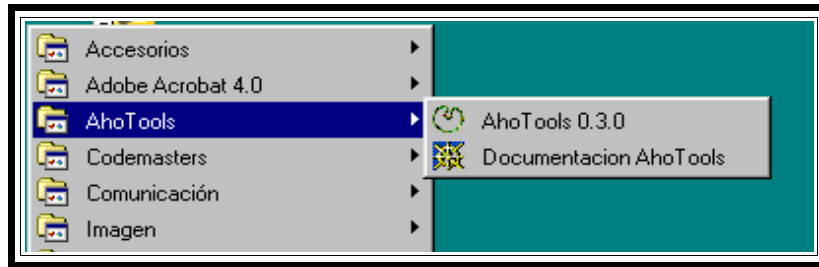 Accesorios
Adobe Acrobat 4.0
AhoTools
AhoTools 0.3.0
Codemasters
Documentacion AhoTools
Comunicación
Imagen